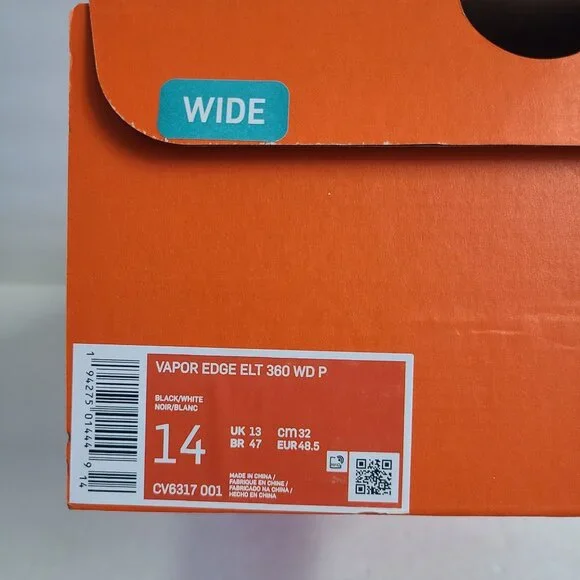 WIDE
VAPOR EDGE ELT 360 WD P
BLACK/WHITE
NOIR/BLANC
14
UK 13 CM 32
BR 47 EUR 48.5
MADE IN CHINA /
FABRIQUE EN CHINE /
FABRICADO NA CHINA /
HECHO EN CHINA
CV6317 001
1 94275 01444 9 14